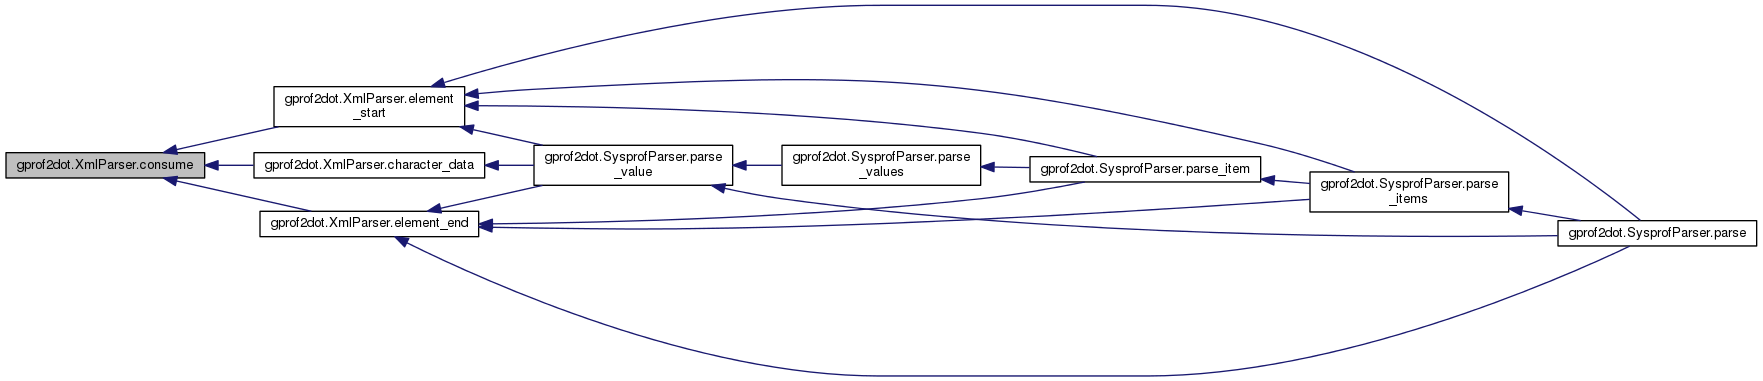 gprof2dot.XmlParser.consume
gprof2dot.XmlParser.element
_start
gprof2dot.XmlParser.character_data
gprof2dot.XmlParser.element_end
gprof2dot.SysprofParser.parse
_value
gprof2dot.SysprofParser.parse
_values
gprof2dot.SysprofParser.parse_item
gprof2dot.SysprofParser.parse
_items
gprof2dot.SysprofParser.parse